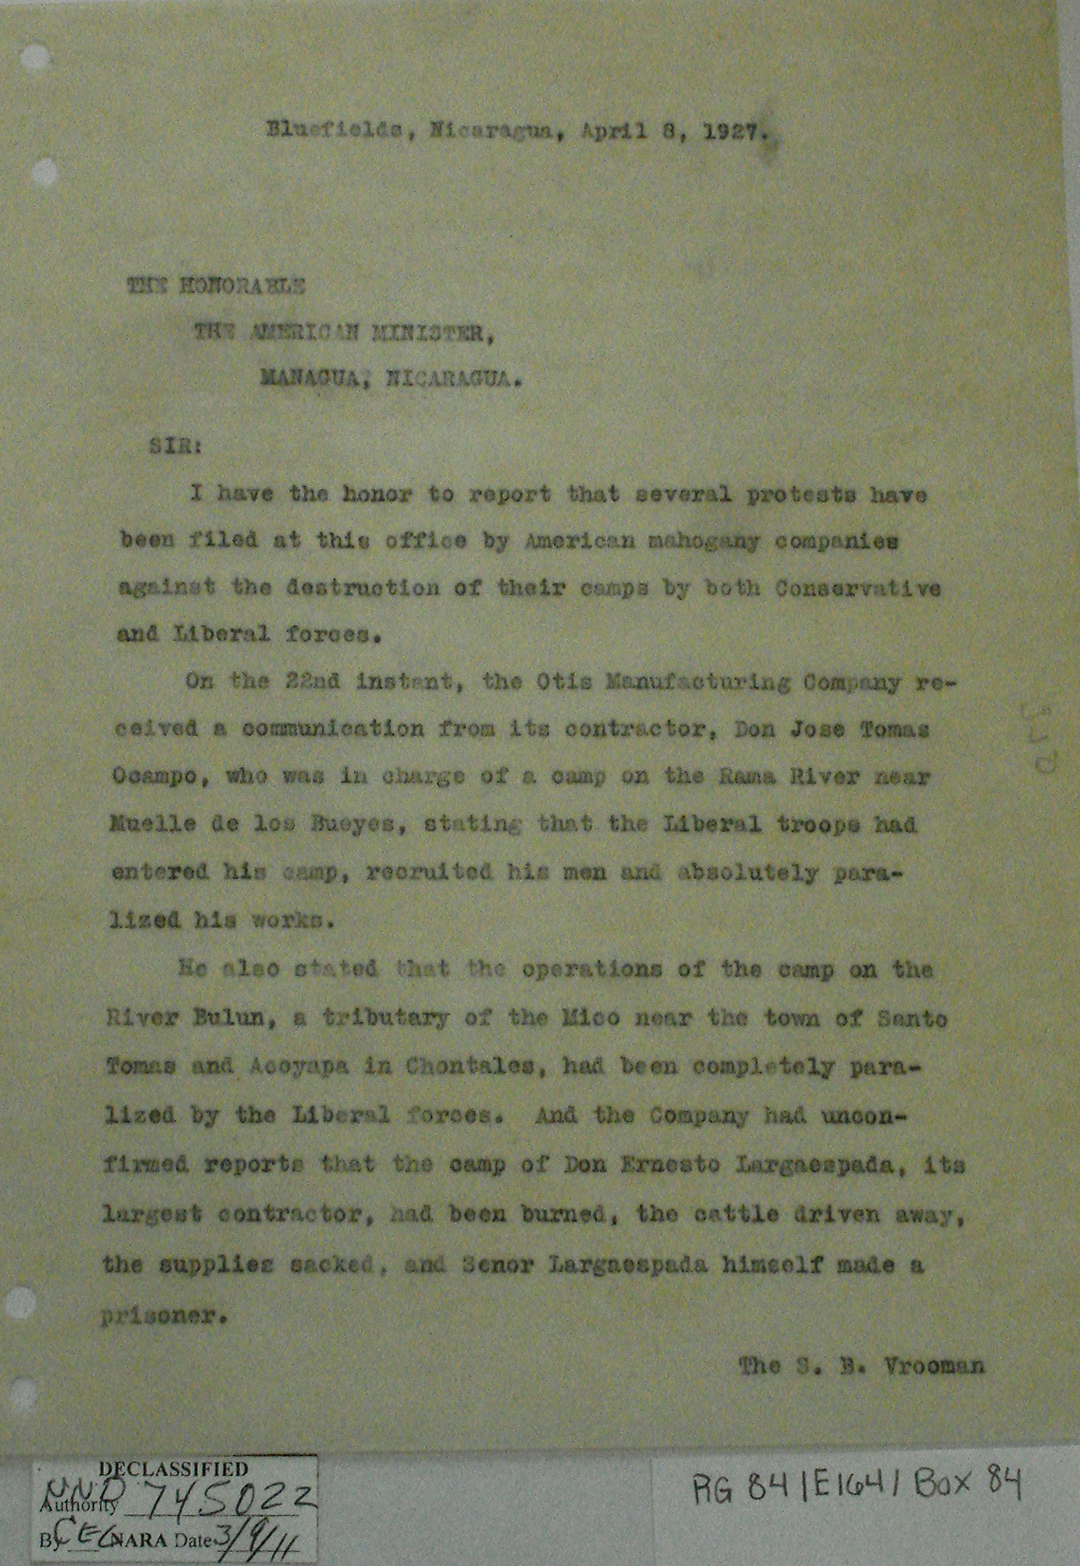 Bluefields, Nicaragua, April 8, 1927.
THE HONORABLE
THE AMERICAN MINISTER,
MANAGUA, NICARAGUA.
SIR:
I have the honor to report that several protests have
been filed at this office by American mahogany companies
against the destruction of their camps by both Conservative
and Liberal forces.
On the 22nd instant, the Otis Manufacturing Company re-
ceived a communication from its contractor, Don Jose Tomas
Ocampo, who was in charge of a camp on the Rama River near
Muelle de los Bueyes, stating that the Liberal troops had
entered his camp, recruited his men and absolutely para-
lized his works.
He also stated that the operations of the camp on the
River Bulun, a tributary of the Mico near the town of Santo
Tomas and Acoyapa in Chontales, had been completely para-
lized by the Liberal forces. And the Company had uncon-
firmed reports that the camp of Don Ernesto Largaespada, its
largest contractor, had been burned, the cattle driven away,
the supplies sacked, and Senor Largaespada himself made a
prisoner.
The S. B. Vrooman
DECLASSIFIED
Authority NND 745022
By CEC NARA Date 3/9/11
RG 84/E164/Box 84